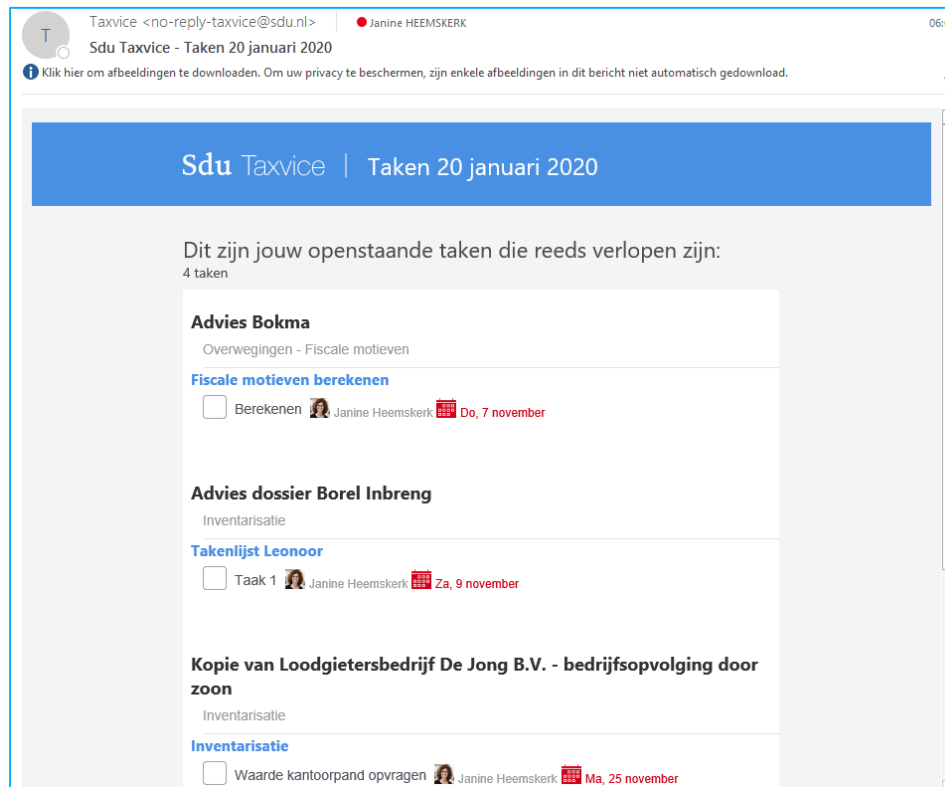 T
Taxvice <no-reply-taxvice@sdu.nl> Janine HEEMSKERK
Sdu Taxvice - Taken 20 januari 2020
Klik hier om afbeeldingen te downloaden. Om uw privacy te beschermen, zijn enkele afbeeldingen in dit bericht niet automatisch gedownload.
Sdu Taxvice | Taken 20 januari 2020
Dit zijn jouw openstaande taken die reeds verlopen zijn:
4 taken
Advies Bokma
Overwegingen - Fiscale motieven
Fiscale motieven berekenen
Berekenen Janine Heemskerk Do, 7 november
Advies dossier Borel Inbreng
Inventarisatie
Takenlijst Leonoor
Taak 1 Janine Heemskerk Za, 9 november
Kopie van Loodgietersbedrijf De Jong B.V. - bedrijfsopvolging door
zoon
Inventarisatie
Inventarisatie
Waarde kantoorpand opvragen Janine Heemskerk Ma, 25 november